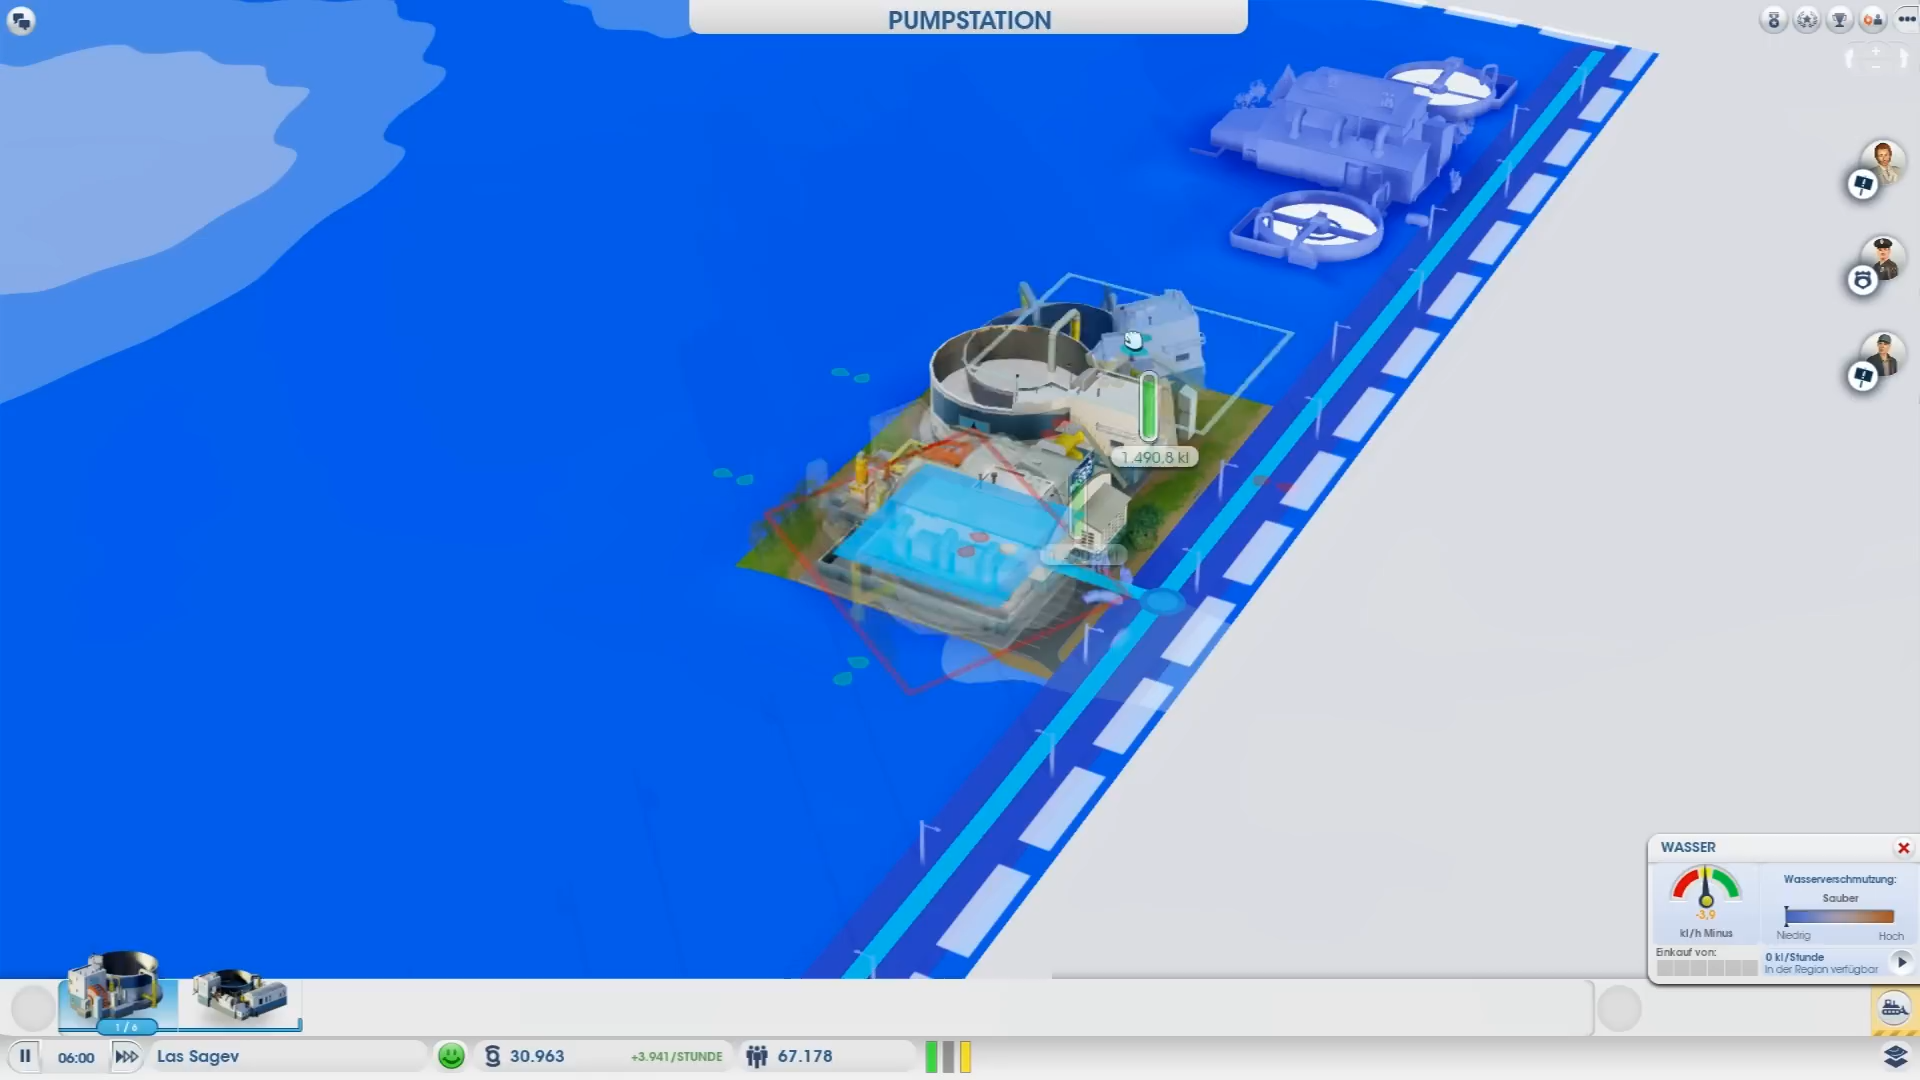 PUMPSTATION
1.490,8 kl
WASSER
-3,9
kl/h Minus
Wasserverschmutzung:
Sauber
Niedrig
Hoch
Einkauf von:
0 kl/Stunde
In der Region verfügbar
1 / 6
06:00
Las Sagev
30.963
+3.941/STUNDE
67.178